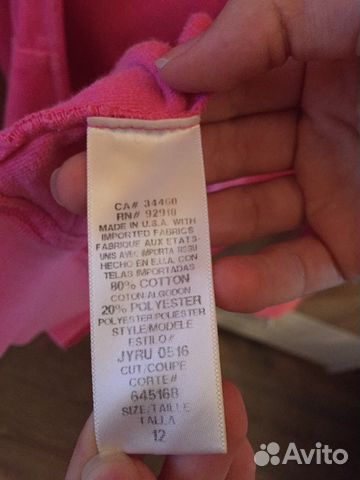 CA# 34460
RN# 92910
MADE IN U.S.A. WITH
IMPORTED FABRICS
FABRIQUE AUX ETATS-
UNIS AVEC IMPORTA RSSU
HECHO EN E.U.A. CON
TELAS IMPORTADAS
80% COTTON
COTON/ALGODON
20% POLYESTER
POLYESTER/POLIESTER
STYLE/MODELE
ESTILO#
JYRU 0516
CUT/COUPE
CORTE#
645168
SIZE/TAILLE
TALLA
12
Avito